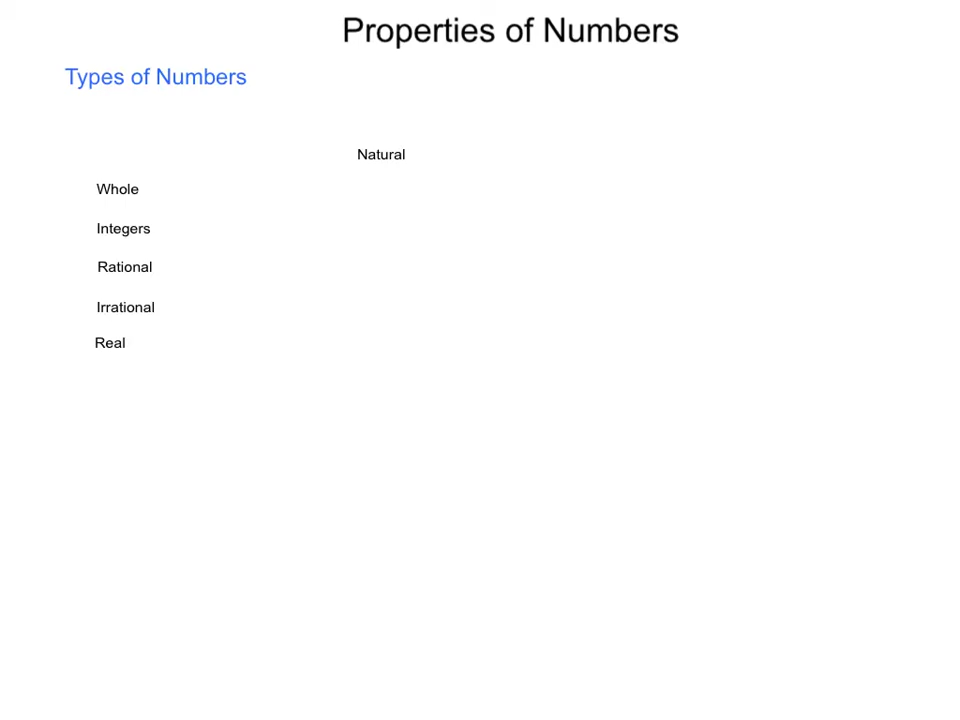 Properties of Numbers
Types of Numbers
Natural
Whole
Integers
Rational
Irrational
Real